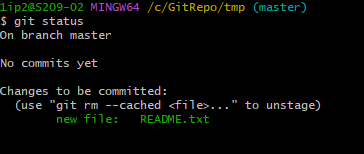 1ip2@S209-02 MINGW64 /c/GitRepo/tmp (master)
$ git status
On branch master
No commits yet
Changes to be committed:
(use "git rm --cached <file>..." to unstage)
new file: README.txt